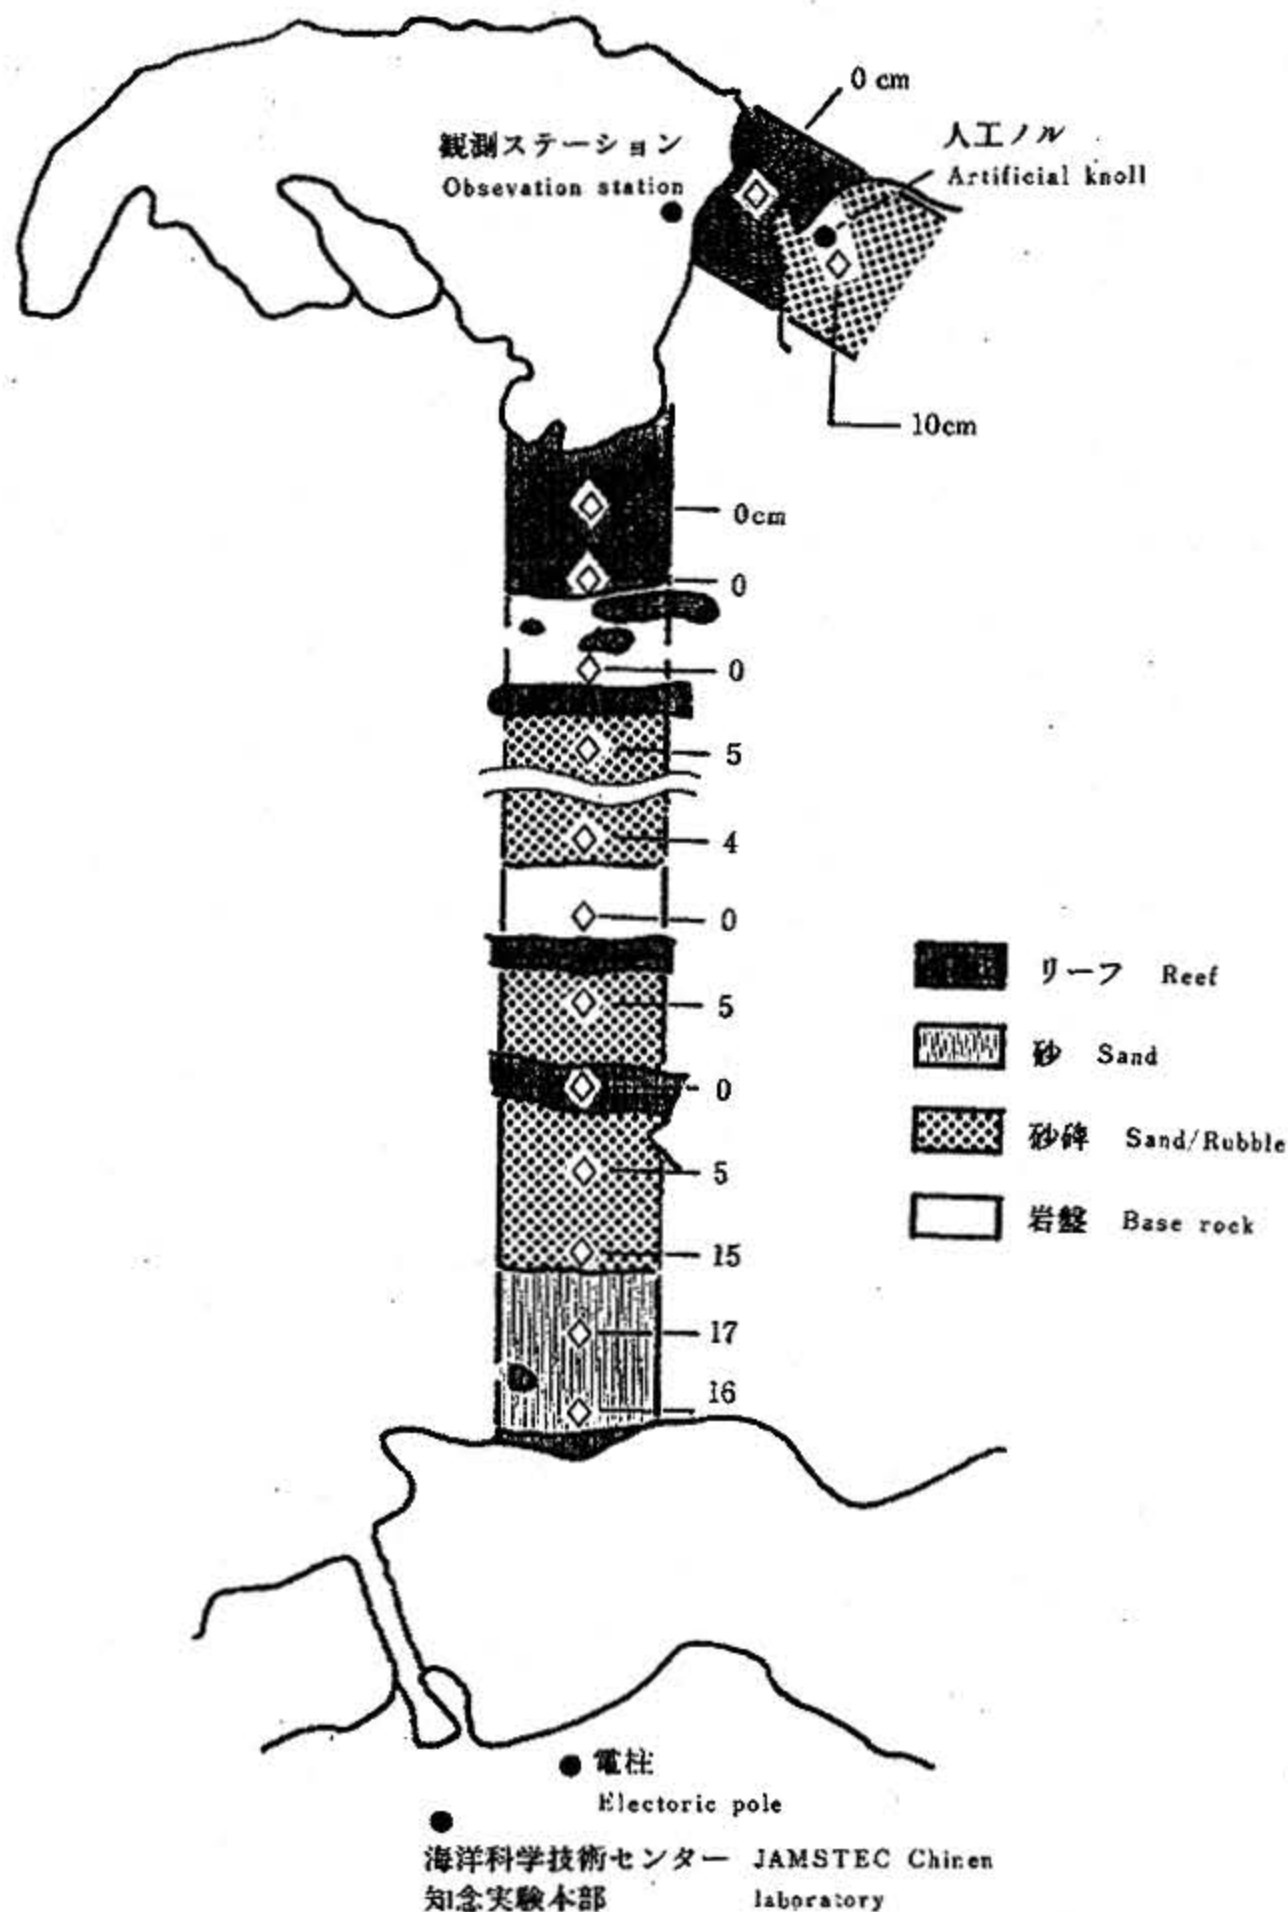 0 cm
人工ノル
Artificial knoll
観測ステーション
Obsevation station
10cm
0cm
0
0
5
4
0
5
0
5
15
17
16
リーフ Reef
砂 Sand
砂礫 Sand/Rubble
岩盤 Base rock
電柱
Electoric pole
海洋科学技術センター JAMSTEC Chinen
知念実験本部 laboratory